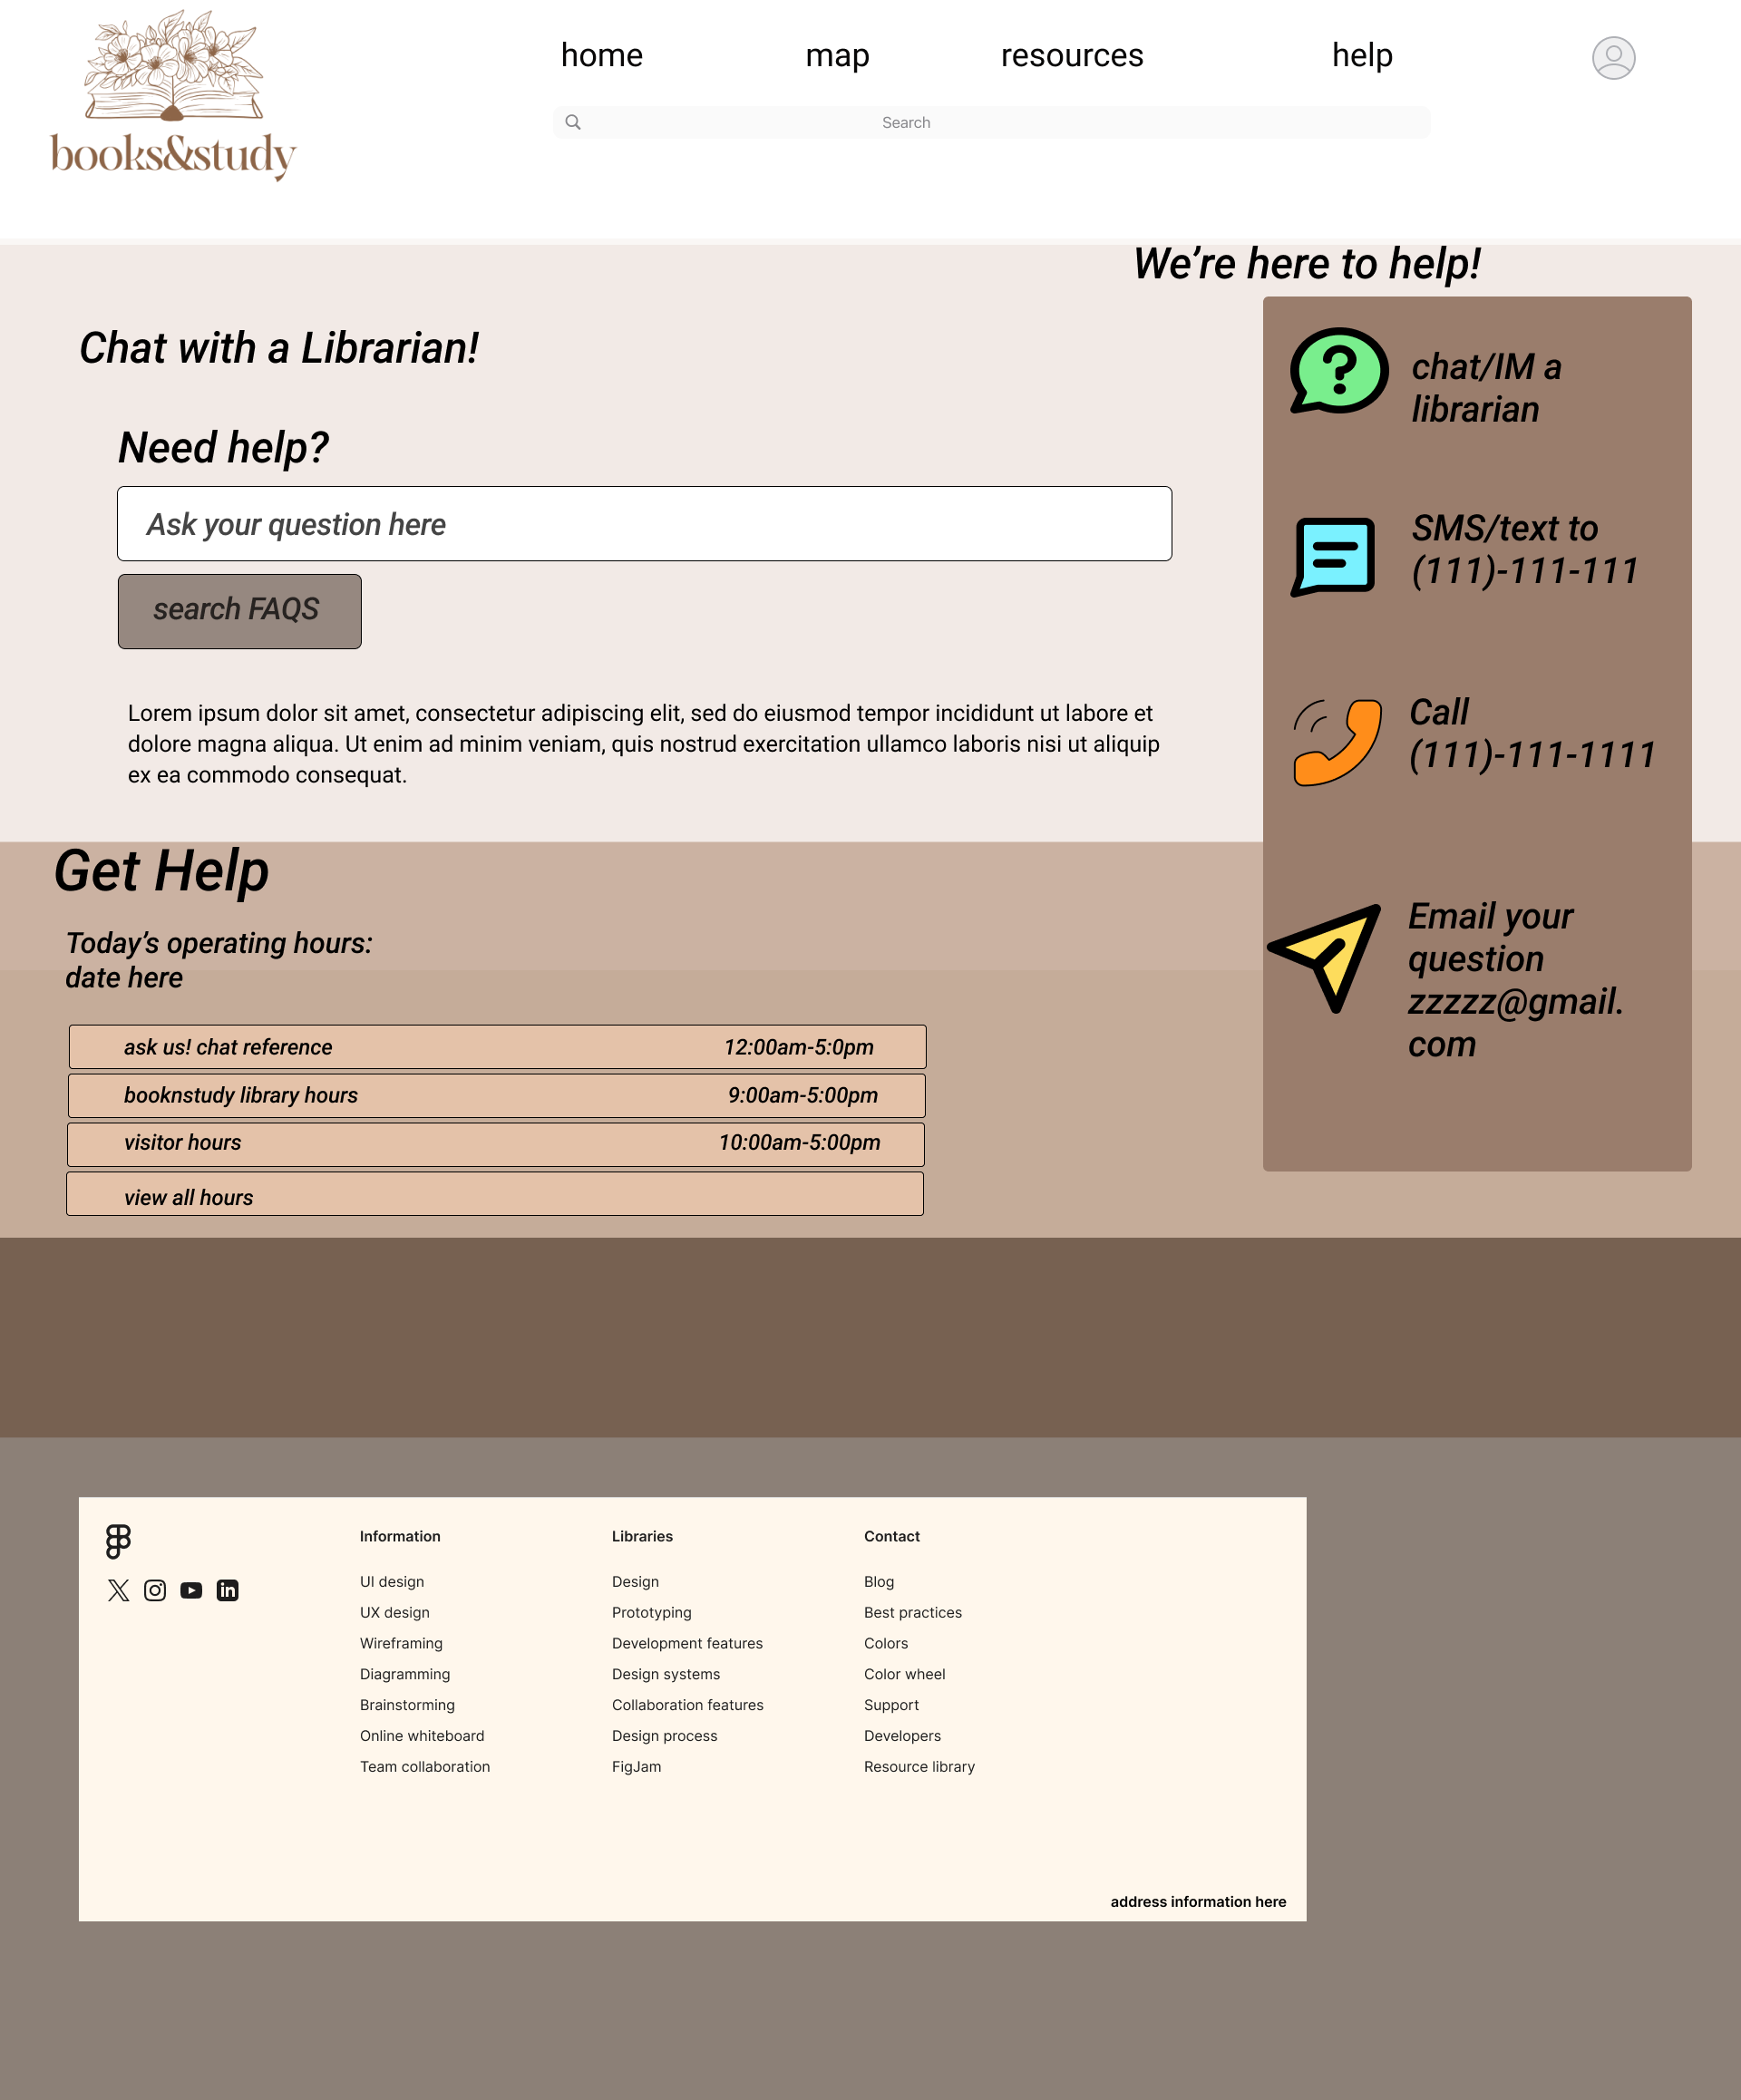 books&study
home
map
resources
help
Search
We're here to help!
Chat with a Librarian!
Need help?
Ask your question here
search FAQS
Lorem ipsum dolor sit amet, consectetur adipiscing elit, sed do eiusmod tempor incididunt ut labore et
dolore magna aliqua. Ut enim ad minim veniam, quis nostrud exercitation ullamco laboris nisi ut aliquip
ex ea commodo consequat.
chat/IM a
librarian
SMS/text to
(111)-111-111
Call
(111)-111-1111
Email your
question
zzzzz@gmail.
com
Get Help
Today's operating hours:
date here
ask us! chat reference 12:00am-5:0pm
booknstudy library hours 9:00am-5:00pm
visitor hours 10:00am-5:00pm
view all hours
Information
UI design
UX design
Wireframing
Diagramming
Brainstorming
Online whiteboard
Team collaboration
Libraries
Design
Prototyping
Development features
Design systems
Collaboration features
Design process
FigJam
Contact
Blog
Best practices
Colors
Color wheel
Support
Developers
Resource library
address information here